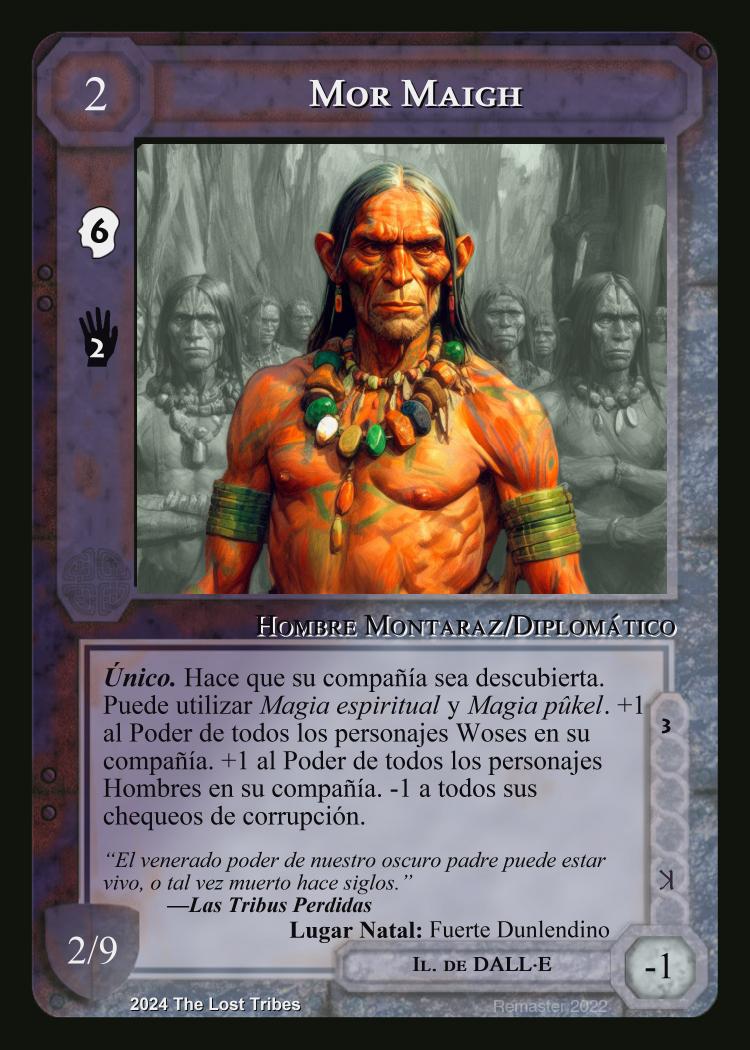 2
Mor Maigh
6
2
Hombre Montaraz/Diplomático
Único. Hace que su compañía sea descubierta.
Puede utilizar Magia espiritual y Magia pûkel. +1
al Poder de todos los personajes Woses en su
compañía. +1 al Poder de todos los personajes
Hombres en su compañía. -1 a todos sus
chequeos de corrupción.
3
“El venerado poder de nuestro oscuro padre puede estar
vivo, o tal vez muerto hace siglos.”
—Las Tribus Perdidas
Lugar Natal: Fuerte Dunlendino
2/9
Il. de DALL·E
-1
2024 The Lost Tribes
Remaster 2022